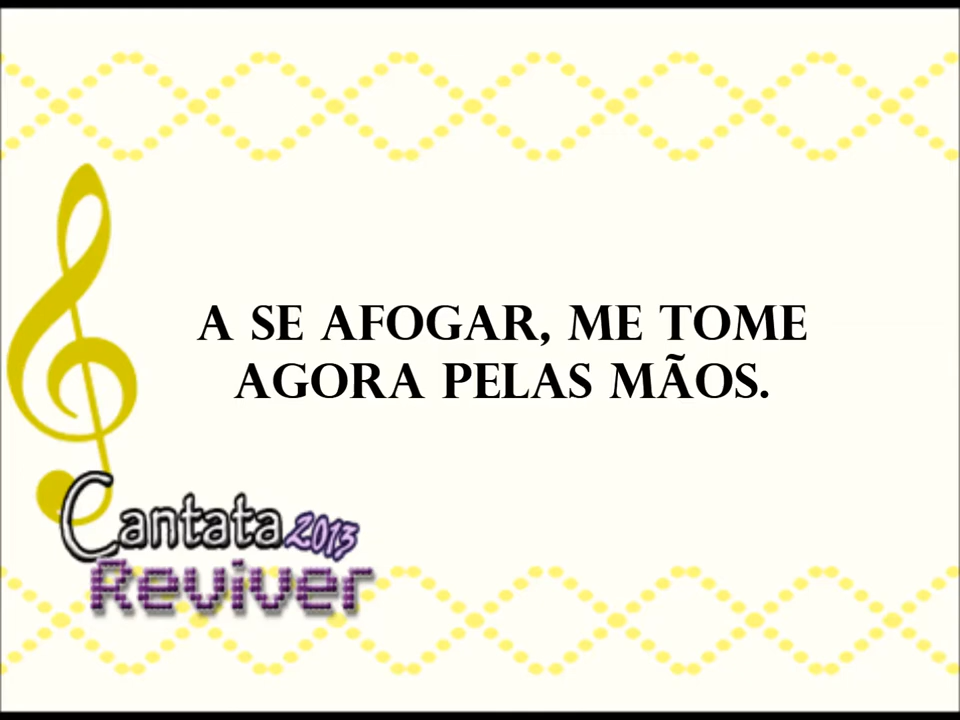 A SE AFOGAR, ME TOME
AGORA PELAS MÃOS.
Cantata 2013
Reviver